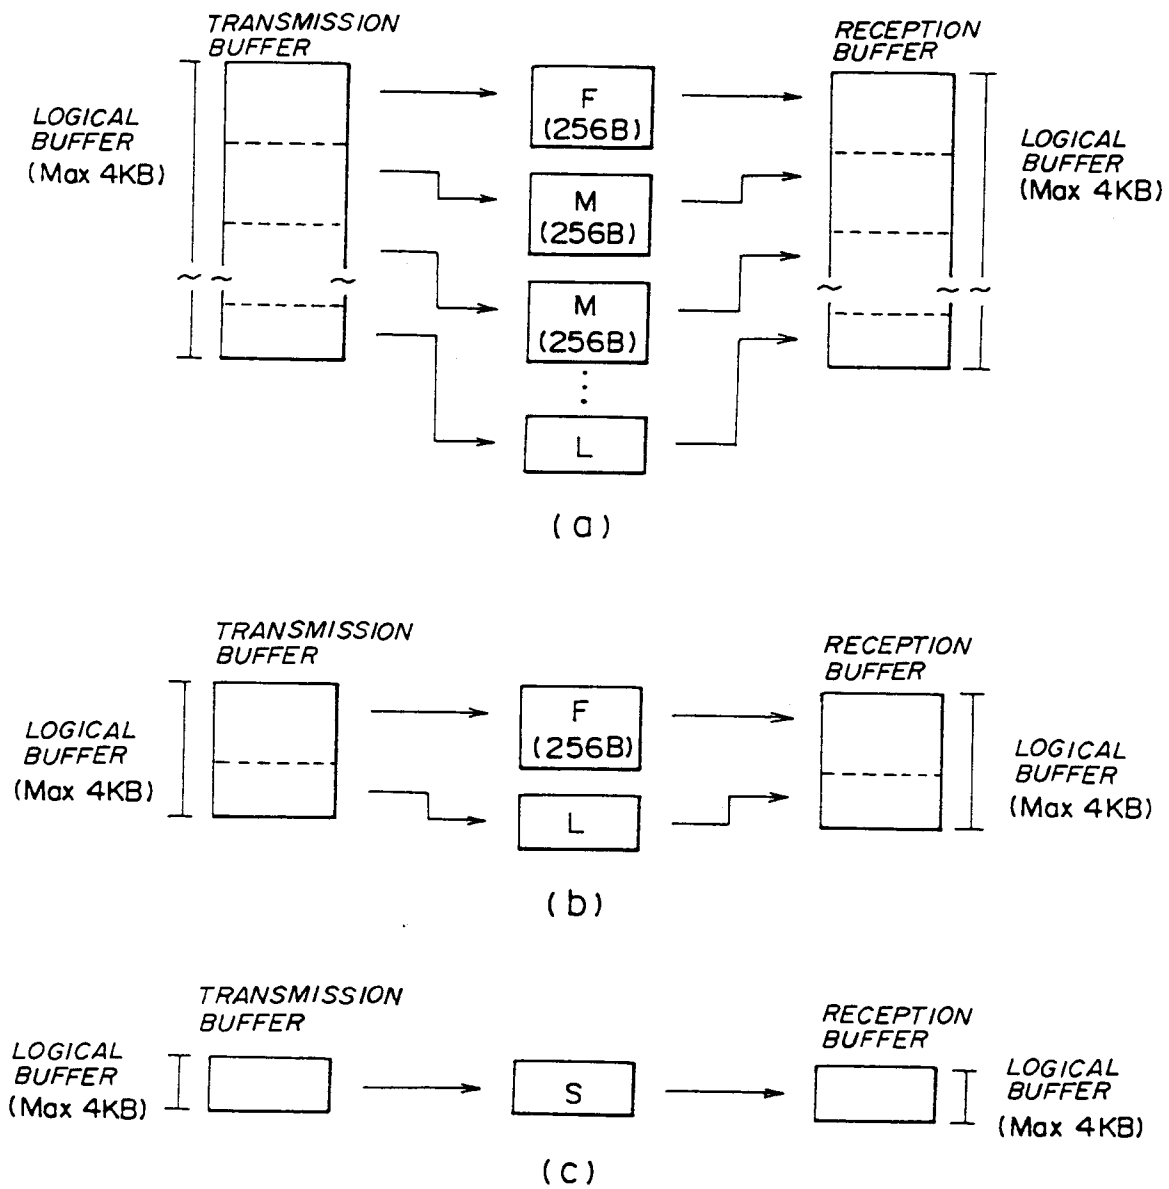 TRANSMISSION
BUFFER
RECEPTION
BUFFER
LOGICAL
BUFFER
(Max 4KB)
F
(256B)
M
(256B)
M
(256B)
L
LOGICAL
BUFFER
(Max 4KB)
(a)
TRANSMISSION
BUFFER
RECEPTION
BUFFER
LOGICAL
BUFFER
(Max 4KB)
F
(256B)
L
LOGICAL
BUFFER
(Max 4KB)
(b)
TRANSMISSION
BUFFER
RECEPTION
BUFFER
LOGICAL
BUFFER
(Max 4KB)
S
LOGICAL
BUFFER
(Max 4KB)
(c)